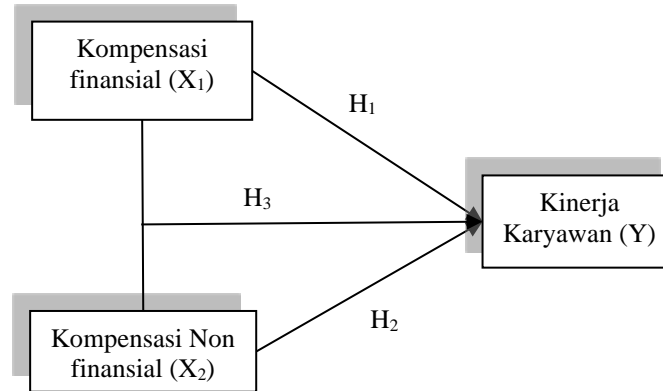 Kompensasi
finansial (X₁)
H₁
H₃
Kinerja
Karyawan (Y)
H₂
Kompensasi Non
finansial (X₂)